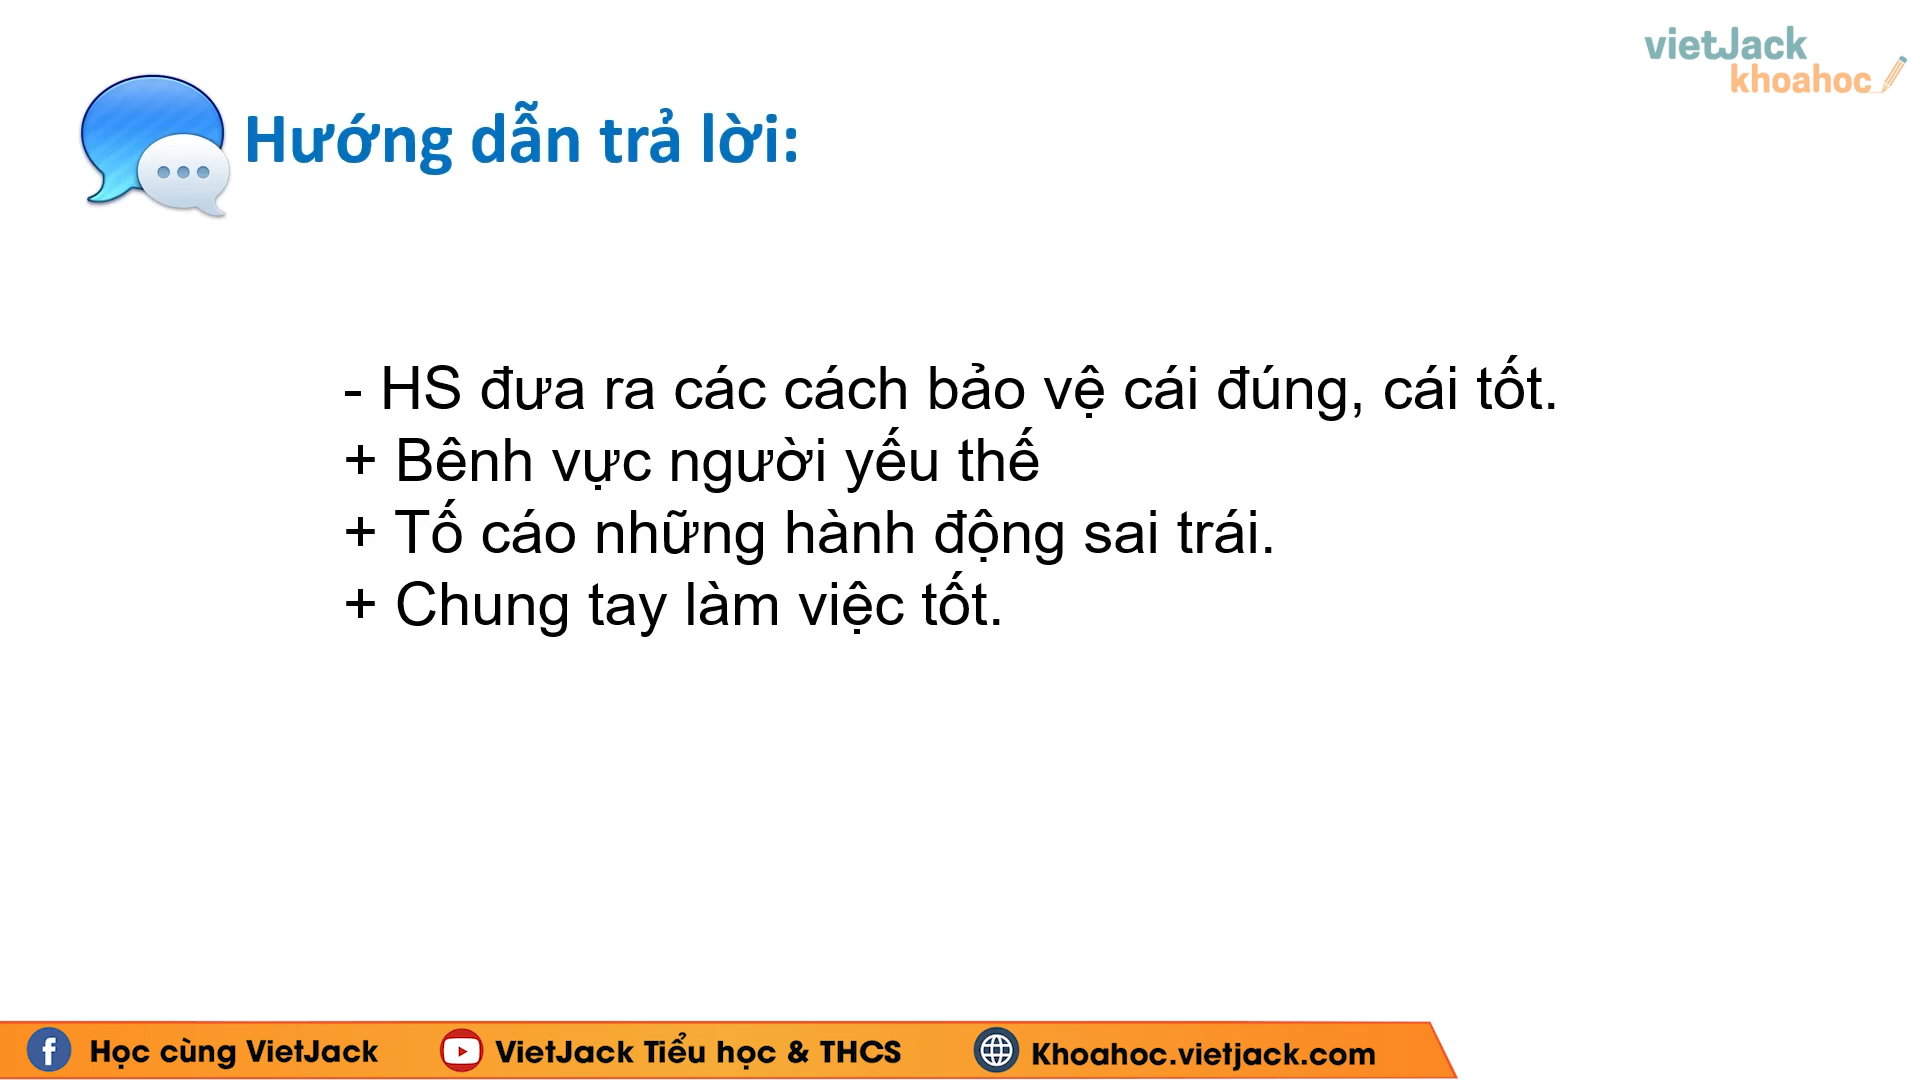 vietJack
khoahoc
Hướng dẫn trả lời:
- HS đưa ra các cách bảo vệ cái đúng, cái tốt.
+ Bênh vực người yếu thế
+ Tố cáo những hành động sai trái.
+ Chung tay làm việc tốt.
Học cùng VietJack
VietJack Tiểu học & THCS
Khoahoc.vietjack.com